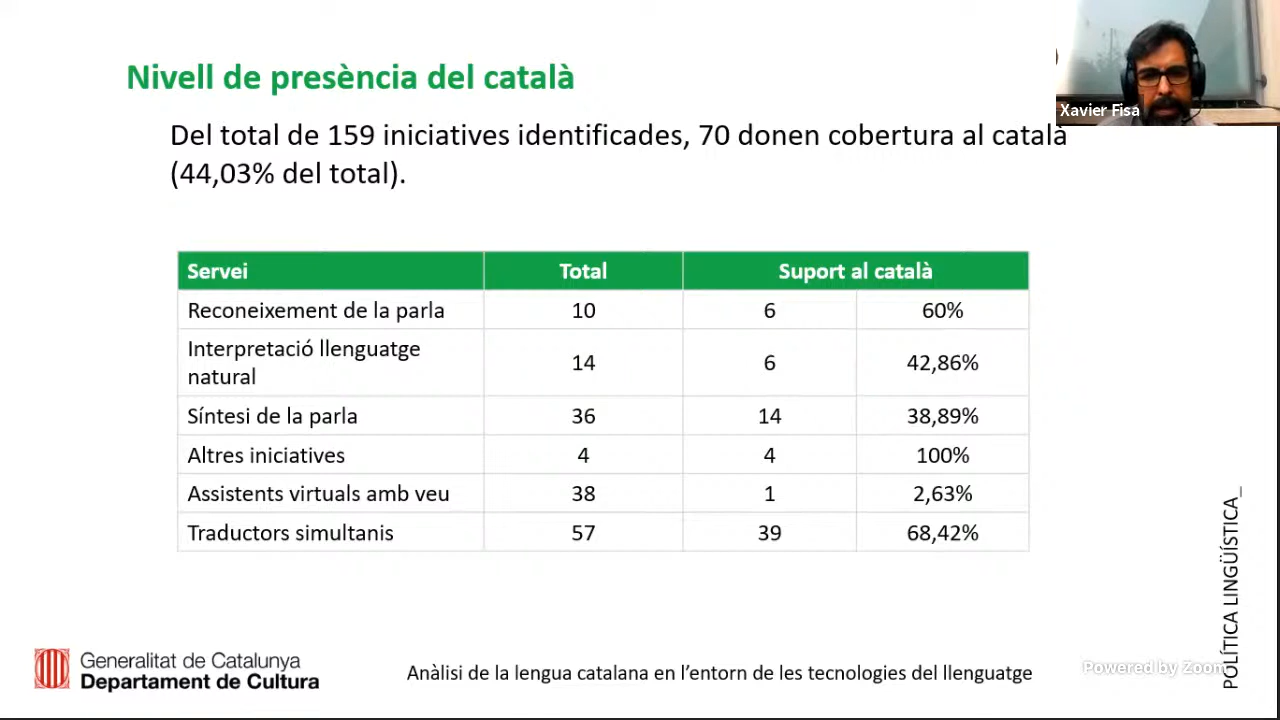 Nivell de presència del català
Xavier Fisa
Del total de 159 iniciatives identificades, 70 donen cobertura al català
(44,03% del total).
Servei Total Suport al català
Reconeixement de la parla 10 6 60%
Interpretació llenguatge
natural 14 6 42,86%
Síntesi de la parla 36 14 38,89%
Altres iniciatives 4 4 100%
Assistents virtuals amb veu 38 1 2,63%
Traductors simultanis 57 39 68,42%
POLÍTICA LINGÜÍSTICA_
Generalitat de Catalunya
Departament de Cultura
Anàlisi de la lengua catalana en l’entorn de les tecnologies del llenguatge
Powered by Zoom